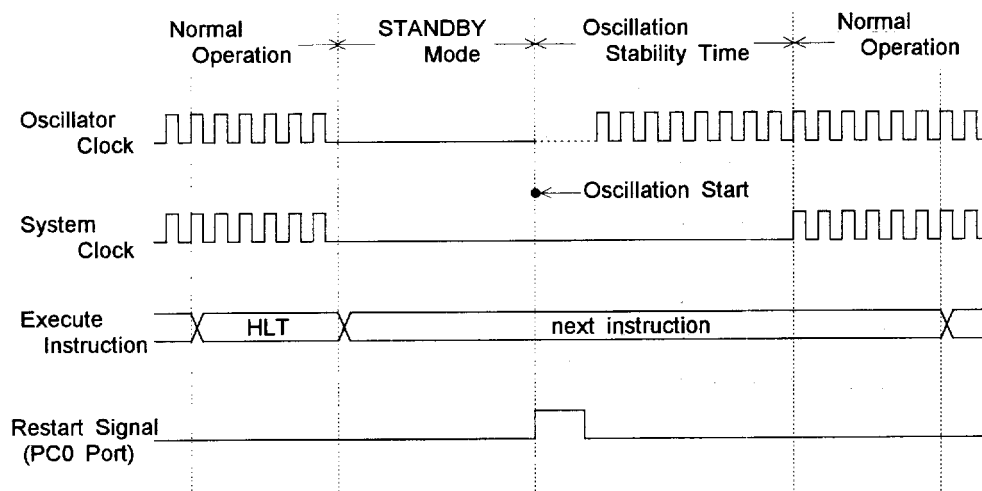 Normal
Operation
STANDBY
Mode
Oscillation
Stability Time
Normal
Operation
Oscillator
Clock
Oscillation Start
System
Clock
Execute
Instruction
HLT
next instruction
Restart Signal
(PC0 Port)